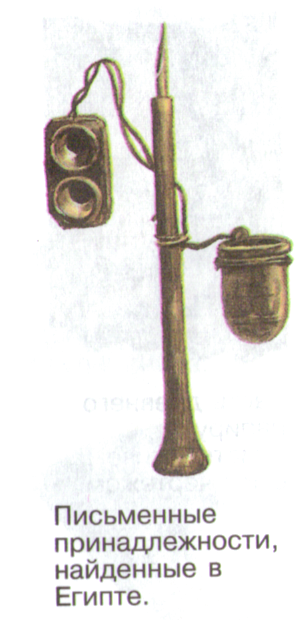 Письменные
принадлежности,
найденные в
Египте.